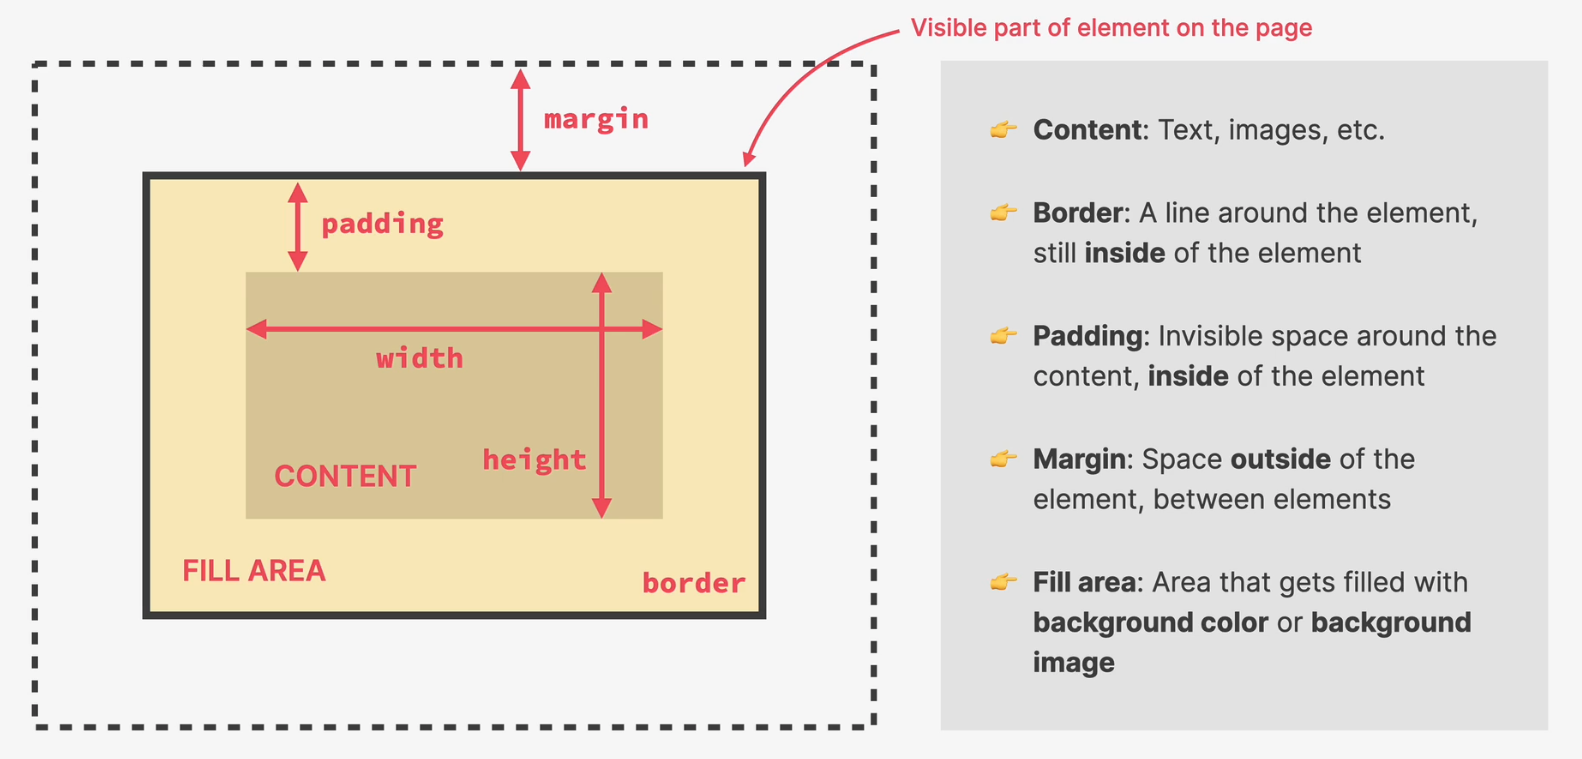 Visible part of element on the page
margin
padding
width
height
CONTENT
FILL AREA
border
👉 Content: Text, images, etc.
👉 Border: A line around the element,
still inside of the element
👉 Padding: Invisible space around the
content, inside of the element
👉 Margin: Space outside of the
element, between elements
👉 Fill area: Area that gets filled with
background color or background
image